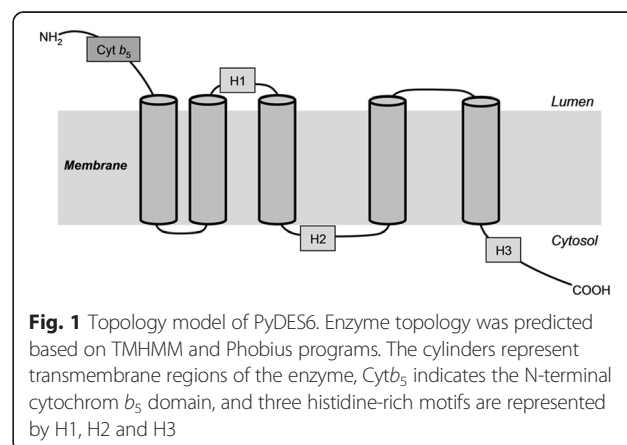 NH2
Cyt b5
H1
Lumen
Membrane
H2
Cytosol
H3
COOH
Fig. 1 Topology model of PyDES6. Enzyme topology was predicted
based on TMHMM and Phobius programs. The cylinders represent
transmembrane regions of the enzyme, Cytb5 indicates the N-terminal
cytochrom b5 domain, and three histidine-rich motifs are represented
by H1, H2 and H3